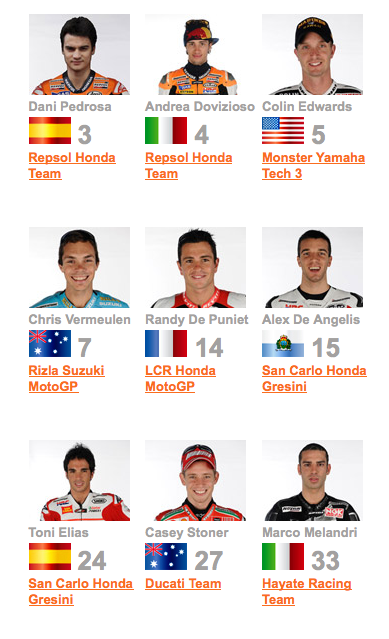 Dani Pedrosa
Andrea Dovizioso
Colin Edwards
3
4
5
Repsol Honda
Team
Repsol Honda
Team
Monster Yamaha
Tech 3
Chris Vermeulen
Randy De Puniet
Alex De Angelis
7
14
15
Rizla Suzuki
MotoGP
LCR Honda
MotoGP
San Carlo Honda
Gresini
Toni Elias
Casey Stoner
Marco Melandri
24
27
33
San Carlo Honda
Gresini
Ducati Team
Hayate Racing
Team